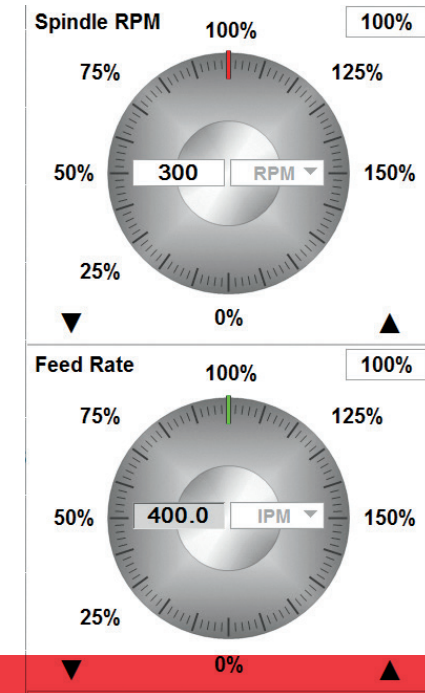 Spindle RPM 100% 100%
75% 125%
50% 300 RPM 150%
25%
0%
Feed Rate 100% 100%
75% 125%
50% 400.0 IPM 150%
25%
0%